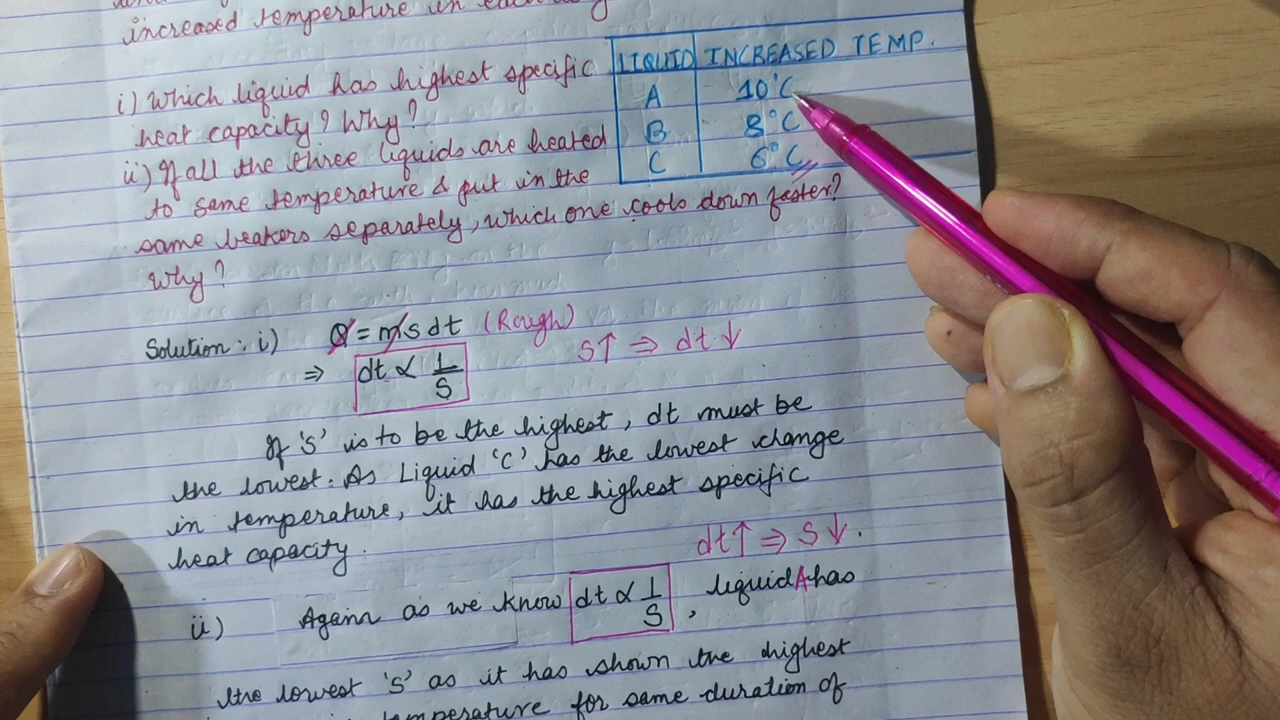 increased temperature in each
i) Which liquid has highest specific
heat capacity? Why?
ii) If all the three liquids are heated
to same temperature & put in the
same beakers separately, which one cools down faster?
Why?
LIQUID INCREASED TEMP.
A 10°C
B 8°C
C 6°C
Solution: i) Q = msdt (Rough)
⇒ dt ∝ 1/S
S↑ ⇒ dt↓
If 's' is to be the highest, dt must be
the lowest. As Liquid 'C' has the lowest change
in temperature, it has the highest specific
heat capacity.
dt↑ ⇒ S↓.
ii) Again as we know dt ∝ 1/S, liquid A has
the lowest 's' as it has shown the highest
temperature for same duration of